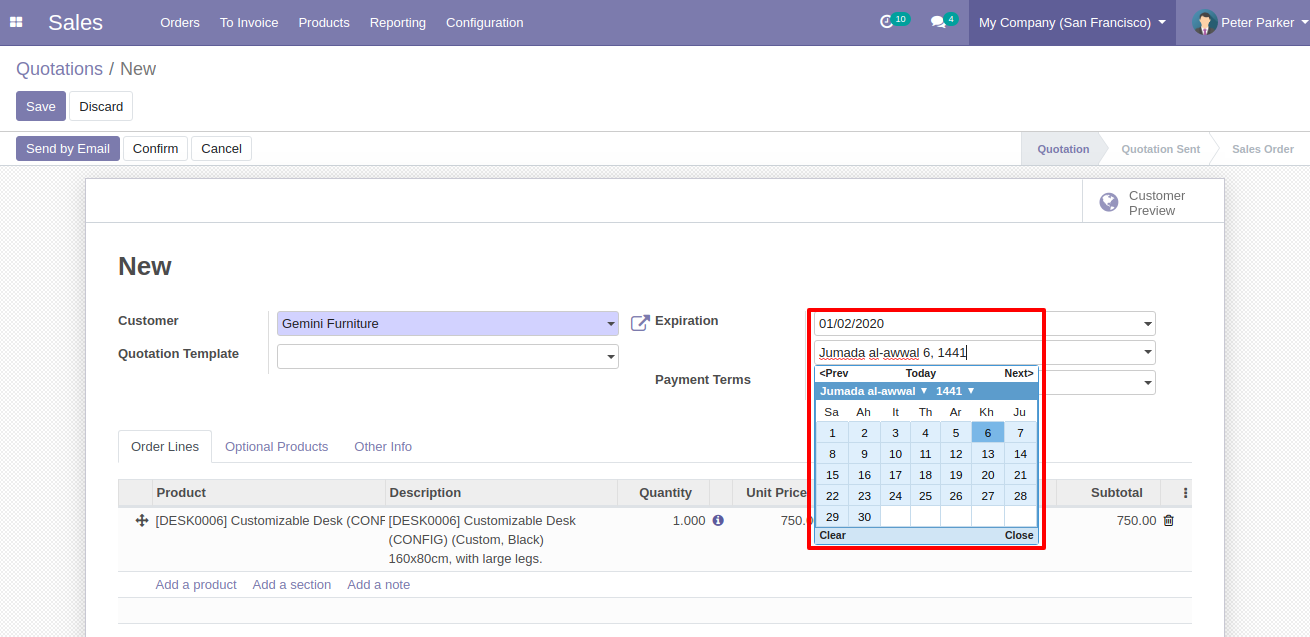 Sales Orders To Invoice Products Reporting Configuration 10 4 My Company (San Francisco) Peter Parker
Quotations / New
Save Discard
Send by Email Confirm Cancel Quotation Quotation Sent Sales Order
Customer
Preview
New
Customer Gemini Furniture Expiration 01/02/2020
Quotation Template Jumada al-awwal 6, 1441
Payment Terms
<Prev Today Next>
Jumada al-awwal ▼ 1441 ▼
Sa Ah It Th Ar Kh Ju
1 2 3 4 5 6 7
8 9 10 11 12 13 14
15 16 17 18 19 20 21
22 23 24 25 26 27 28
29 30
Clear Close
Order Lines Optional Products Other Info
Product Description Quantity Unit Price Subtotal
[DESK0006] Customizable Desk (CONF [DESK0006] Customizable Desk 1.000 750.0 750.00
(CONFIG) (Custom, Black)
160x80cm, with large legs.
Add a product Add a section Add a note